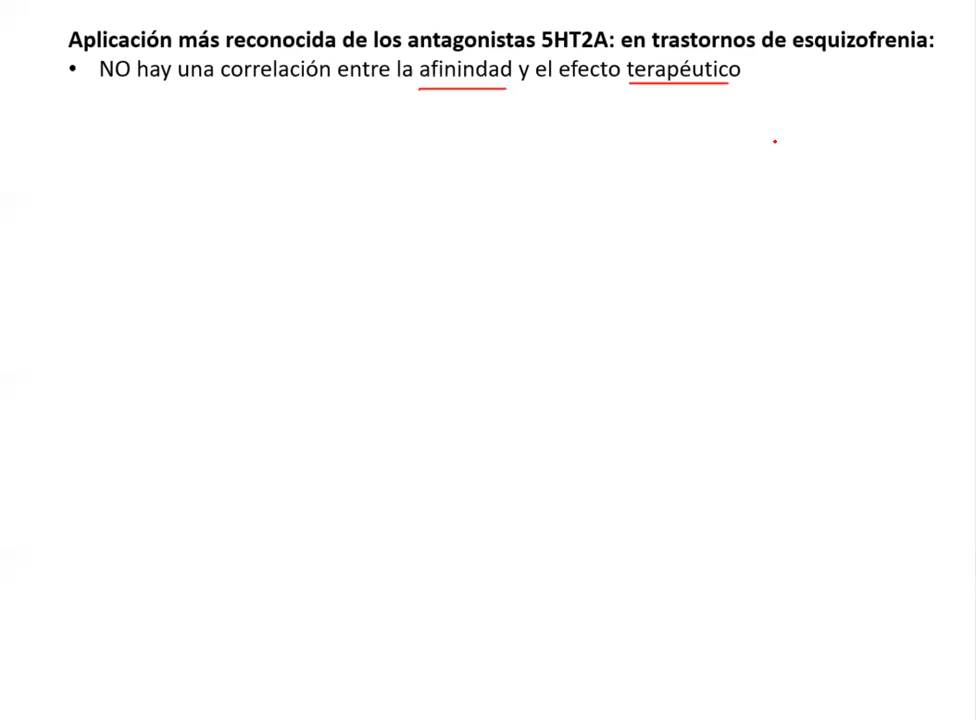 Aplicación más reconocida de los antagonistas 5HT2A: en trastornos de esquizofrenia:
• NO hay una correlación entre la afinindad y el efecto terapéutico